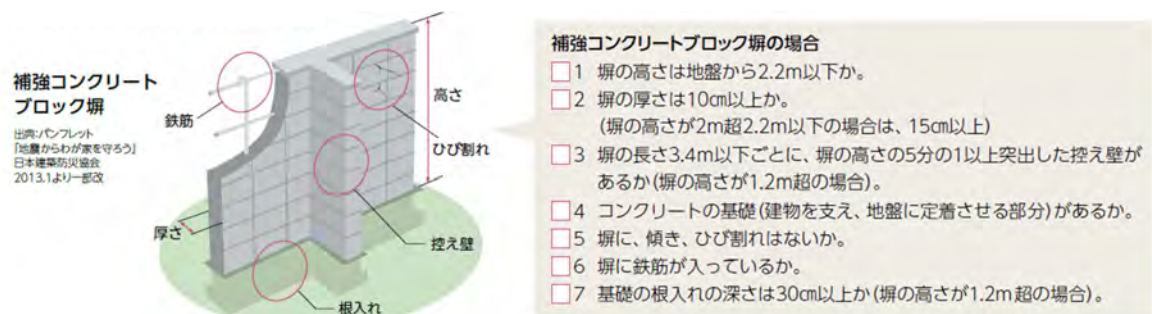 補強コンクリート
ブロック塀
出典:パンフレット
「地震からわが家を守ろう」
日本建築防災協会
2013.1より一部改
鉄筋
高さ
ひび割れ
厚さ
控え壁
根入れ
補強コンクリートブロック塀の場合
□1 塀の高さは地盤から2.2m以下か。
□2 塀の厚さは10㎝以上か。
(塀の高さが2m超2.2m以下の場合は、15㎝以上)
□3 塀の長さ3.4m以下ごとに、塀の高さの5分の1以上突出した控え壁が
あるか(塀の高さが1.2m超の場合)。
□4 コンクリートの基礎(建物を支え、地盤に定着させる部分)があるか。
□5 塀に、傾き、ひび割れはないか。
□6 塀に鉄筋が入っているか。
□7 基礎の根入れの深さは30㎝以上か(塀の高さが1.2m超の場合)。